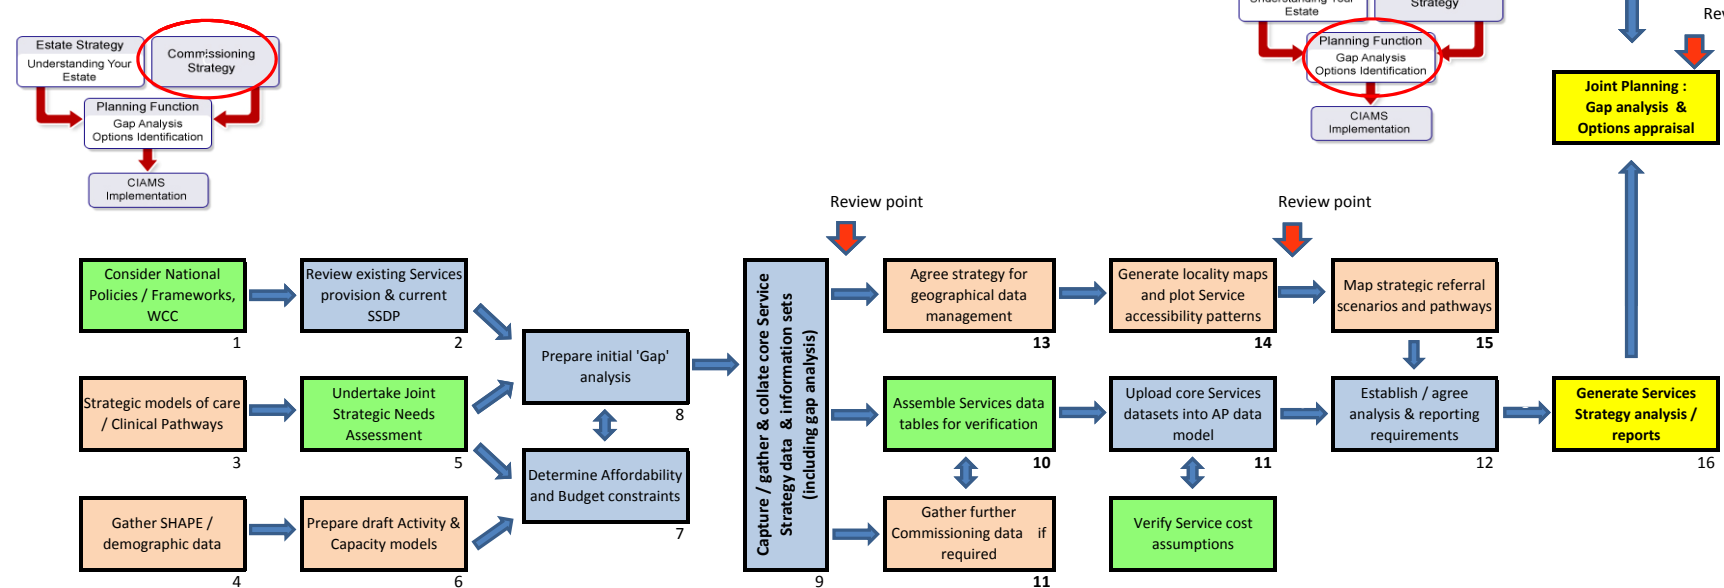 Estate Strategy
Understanding Your
Estate
Commissioning
Strategy
Planning Function
Gap Analysis
Options Identification
CIAMS
Implementation
Estate
Strategy
Planning Function
Gap Analysis
Options Identification
CIAMS
Implementation
Joint Planning :
Gap analysis &
Options appraisal
Review point
Review point
Consider National
Policies / Frameworks,
WCC
1
Review existing Services
provision & current
SSDP
2
Strategic models of care
/ Clinical Pathways
3
Undertake Joint
Strategic Needs
Assessment
5
Gather SHAPE /
demographic data
4
Prepare draft Activity &
Capacity models
6
Prepare initial 'Gap'
analysis
8
Determine Affordability
and Budget constraints
7
Capture / gather & collate core Service
Strategy data & information sets
(including gap analysis)
9
Agree strategy for
geographical data
management
13
Generate locality maps
and plot Service
accessibility patterns
14
Map strategic referral
scenarios and pathways
15
Assemble Services data
tables for verification
10
Upload core Services
datasets into AP data
model
11
Establish / agree
analysis & reporting
requirements
12
Generate Services
Strategy analysis /
reports
16
Gather further
Commissioning data if
required
11
Verify Service cost
assumptions